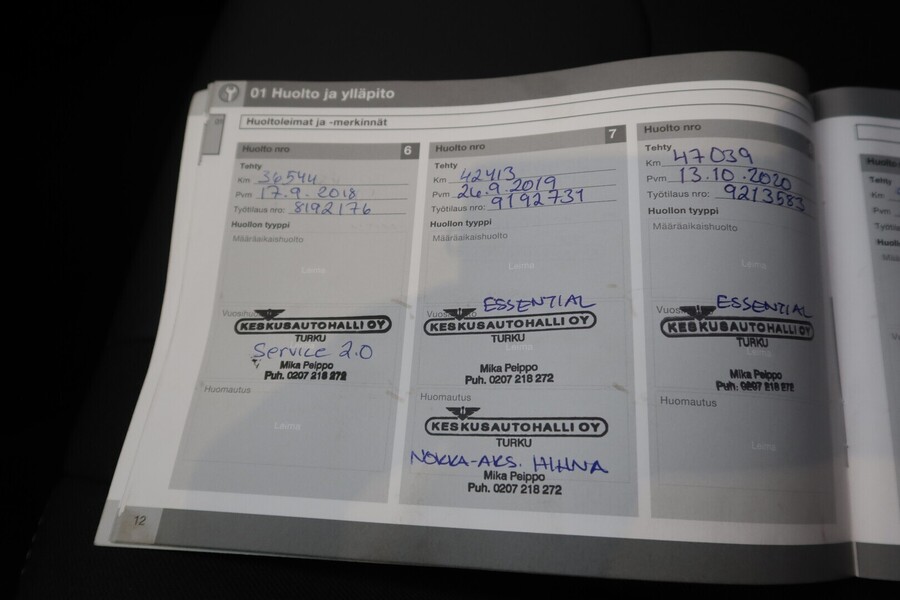 01 Huolto ja ylläpito
Huoltoleimat ja -merkinnät
Huolto nro 6
Tehty
Km 36544
Pvm 17.9.2018
Työtilaus nro: 8192176
Huollon tyyppi
Määräaikaishuolto
Leima
KESKUSAUTOHALLI OY
TURKU
Service 2.0
Mika Peippo
Puh. 0207 218 272
Huomautus
Leima
Huolto nro 7
Tehty
Km 42413
Pvm 26.9.2019
Työtilaus nro: 9192731
Huollon tyyppi
Määräaikaishuolto
Leima
ESSENTIAL
KESKUSAUTOHALLI OY
TURKU
Mika Peippo
Puh. 0207 218 272
Huomautus
KESKUSAUTOHALLI OY
TURKU
NOKKA-AKS. HIHNA
Mika Peippo
Puh. 0207 218 272
Huolto nro
Tehty
Km 47039
Pvm 13.10.2020
Työtilaus nro: 9213583
Huollon tyyppi
Määräaikaishuolto
Leima
ESSENTIAL
KESKUSAUTOHALLI OY
TURKU
Mika Peippo
Puh. 0207 218 272
Huomautus
Leima
12